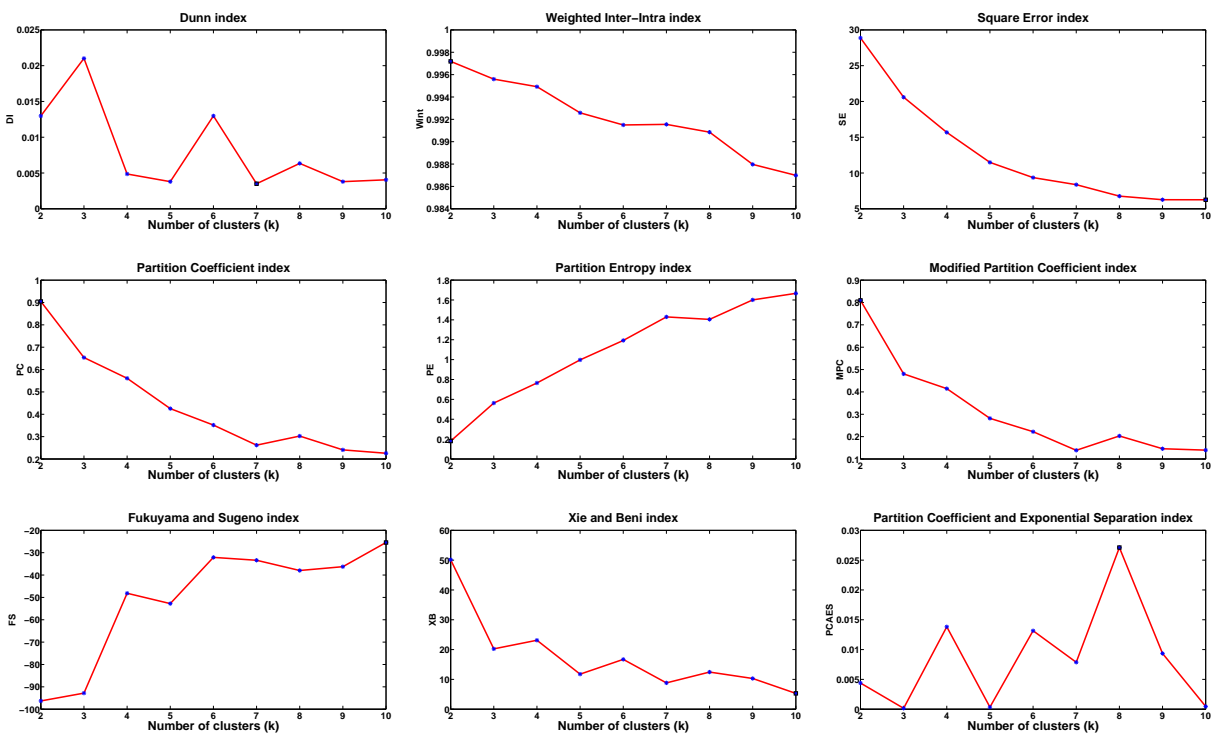 Dunn index
0.025
0.02
0.015
0.01
0.005
0
DI
2 3 4 5 6 7 8 9 10
Number of clusters (k)
Weighted Inter−Intra index
1
0.998
0.996
0.994
0.992
0.99
0.988
0.986
0.984
Wint
2 3 4 5 6 7 8 9 10
Number of clusters (k)
Square Error index
30
25
20
15
10
5
SE
2 3 4 5 6 7 8 9 10
Number of clusters (k)
Partition Coefficient index
1
0.9
0.8
0.7
0.6
0.5
0.4
0.3
0.2
PC
2 3 4 5 6 7 8 9 10
Number of clusters (k)
Partition Entropy index
1.8
1.6
1.4
1.2
1
0.8
0.6
0.4
0.2
0
PE
2 3 4 5 6 7 8 9 10
Number of clusters (k)
Modified Partition Coefficient index
0.9
0.8
0.7
0.6
0.5
0.4
0.3
0.2
0.1
MPC
2 3 4 5 6 7 8 9 10
Number of clusters (k)
Fukuyama and Sugeno index
−20
−30
−40
−50
−60
−70
−80
−90
−100
FS
2 3 4 5 6 7 8 9 10
Number of clusters (k)
Xie and Beni index
60
50
40
30
20
10
0
XB
2 3 4 5 6 7 8 9 10
Number of clusters (k)
Partition Coefficient and Exponential Separation index
0.03
0.025
0.02
0.015
0.01
0.005
0
PCAES
2 3 4 5 6 7 8 9 10
Number of clusters (k)